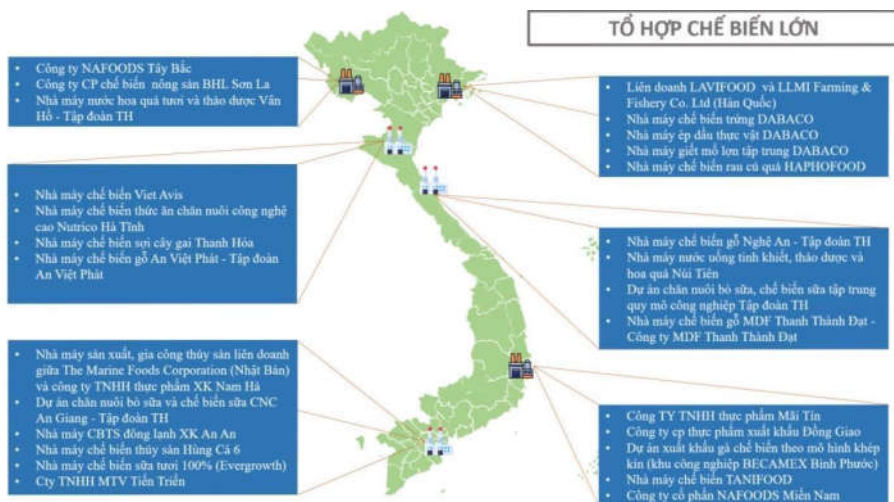 TỔ HỢP CHẾ BIẾN LỚN
• Công ty NAFOODS Tây Bắc
• Công ty CP chế biến nông sản BHL Sơn La
• Nhà máy nước hoa quả tươi và thảo dược Vân
Hồ - Tập đoàn TH
• Liên doanh LAVIFOOD và LLMI Farming &
Fishery Co. Ltd (Hàn Quốc)
• Nhà máy chế biến trứng DABACO
• Nhà máy ép dầu thực vật DABACO
• Nhà máy giết mổ lợn tập trung DABACO
• Nhà máy chế biến rau củ quả HAPHOFOOD
• Nhà máy chế biến Viet Avis
• Nhà máy chế biến thức ăn chăn nuôi công nghệ
cao Nutrico Hà Tĩnh
• Nhà máy chế biến sợi cây gai Thanh Hóa
• Nhà máy chế biến gỗ An Việt Phát - Tập đoàn
An Việt Phát
• Nhà máy chế biến gỗ Nghệ An - Tập đoàn TH
• Nhà máy nước uống tinh khiết, thảo dược và
hoa quả Núi Tiên
• Dự án chăn nuôi bò sữa, chế biến sữa tập trung
quy mô công nghiệp Tập đoàn TH
• Nhà máy chế biến gỗ MDF Thanh Thành Đạt -
Công ty MDF Thanh Thành Đạt
• Nhà máy sản xuất, gia công thủy sản liên doanh
giữa The Marine Foods Corporation (Nhật Bản)
và công ty TNHH thực phẩm XK Nam Hà
• Dự án chăn nuôi bò sữa và chế biến sữa CNC
An Giang - Tập đoàn TH
• Nhà máy CBTS đông lạnh XK An An
• Nhà máy chế biến thủy sản Hùng Cá 6
• Nhà máy chế biến sữa tươi 100% (Evergrowth)
• Cty TNHH MTV Tiến Triển
• Công TY TNHH thực phẩm Mãi Tín
• Công ty cp thực phẩm xuất khẩu Đồng Giao
• Dự án xuất khẩu gà chế biến theo mô hình khép
kín (khu công nghiệp BECAMEX Bình Phước)
• Nhà máy chế biến TANIFOOD
• Công ty cổ phần NAFOODS Miền Nam